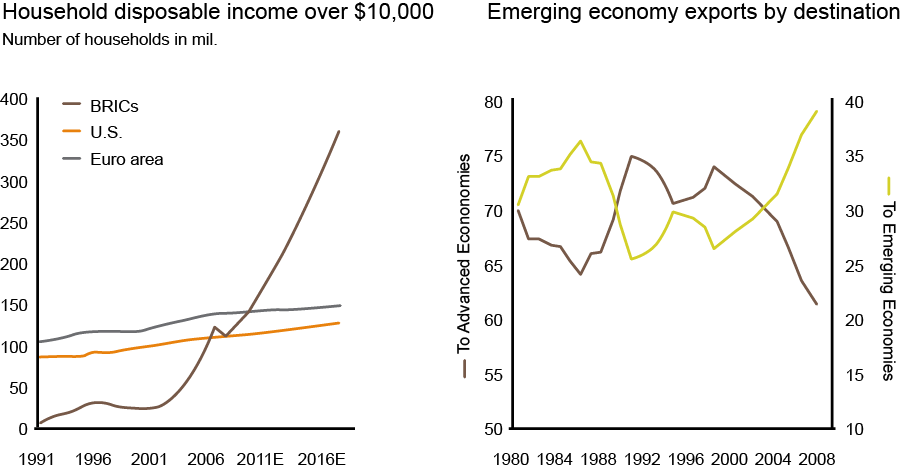 Household disposable income over $10,000
Number of households in mil.
400
350
300
250
200
150
100
50
0
BRICs
U.S.
Euro area
1991 1996 2001 2006 2011E 2016E
Emerging economy exports by destination
80
75
70
65
60
55
50
To Advanced Econonomies
40
35
30
25
20
15
10
To Emerging Economies
1980 1984 1988 1992 1996 2000 2004 2008